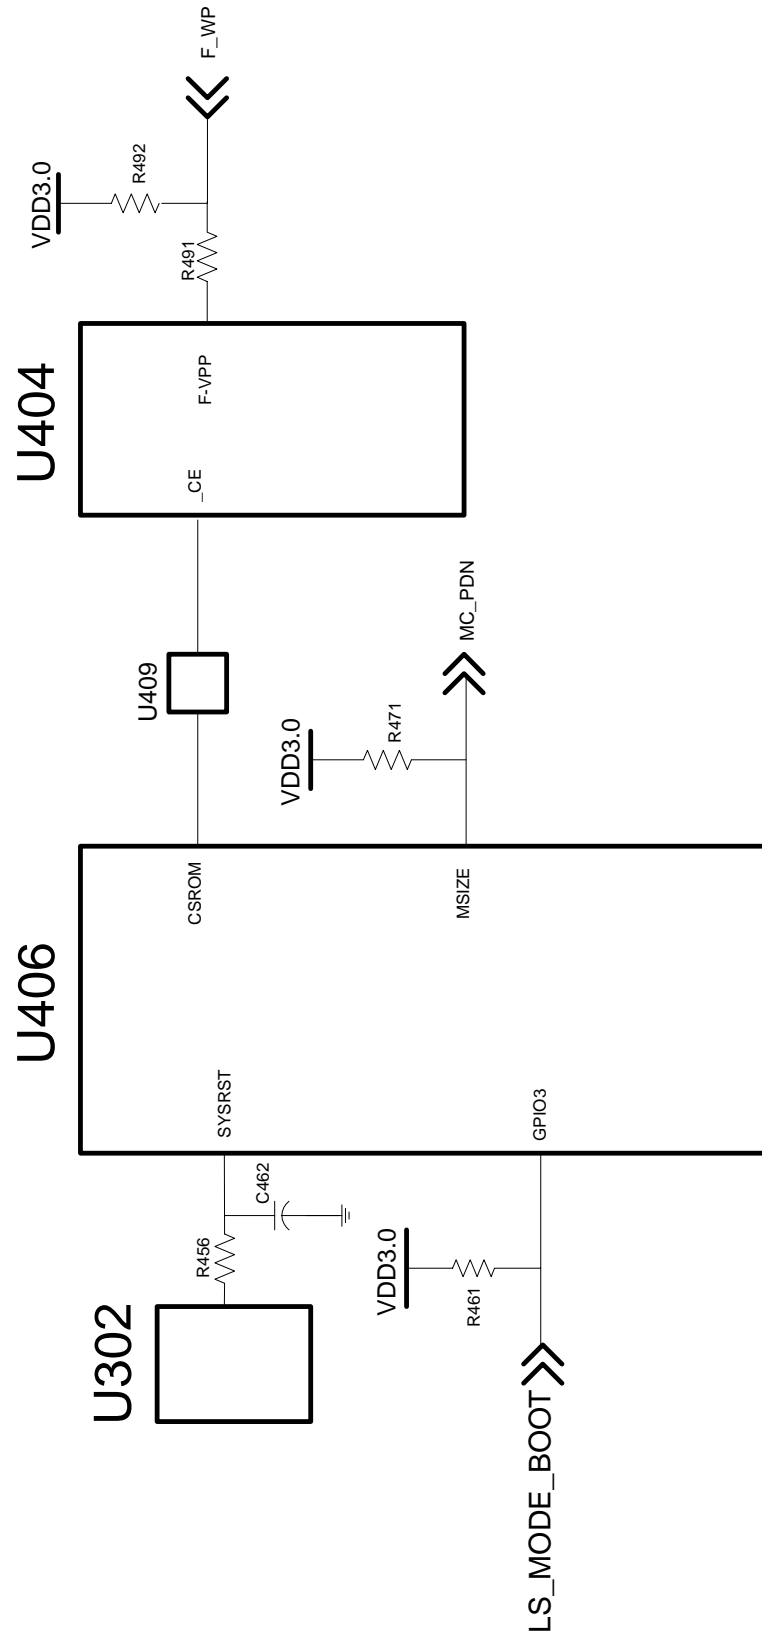 U302
R456
C462
U406
SYSRST
CSROM
U409
U404
_CE
F-VPP
VDD3.0
R491
R492
F_WP
LS_MODE_BOOT
VDD3.0
R461
GPIO3
MSIZE
VDD3.0
R471
MC_PDN